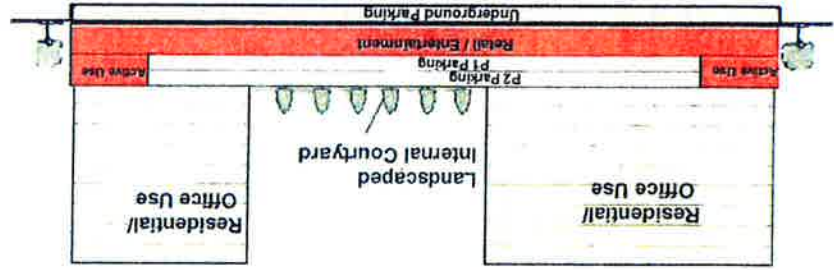 Residential/
Office Use
Residential/
Office Use
Landscaped
Internal Courtyard
Active Use
P2 Parking
P1 Parking
Active Use
Retail / Entertainment
Underground Parking